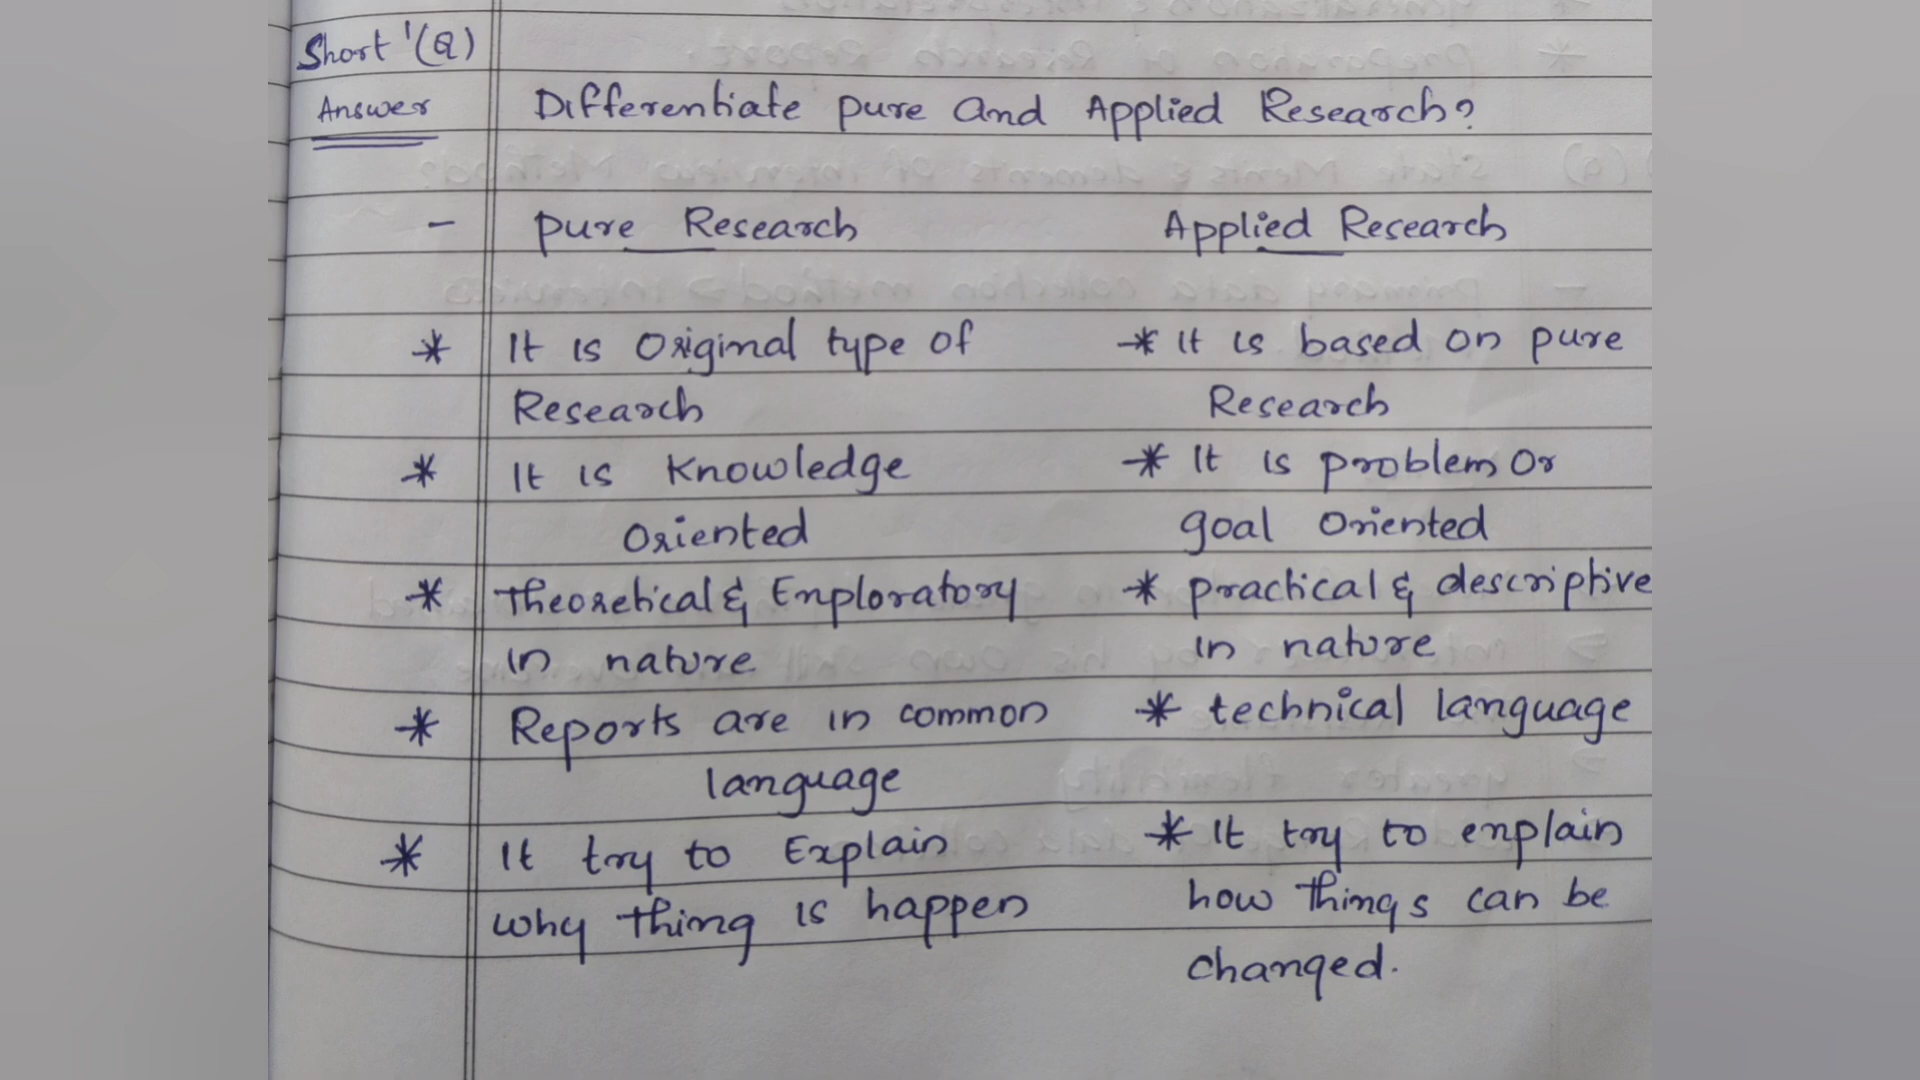 Short '(Q)
Answer Differentiate pure and Applied Research?
- pure Research Applied Research
* It is Original type of * It is based on pure
Research Research
* It is Knowledge * It is problem Or
Oriented goal Oriented
* Theoretical & Exploratory * practical & descriptive
in nature in nature
* Reports are in common * technical language
language
* It try to Explain * It try to explain
why thing is happen how things can be
changed.